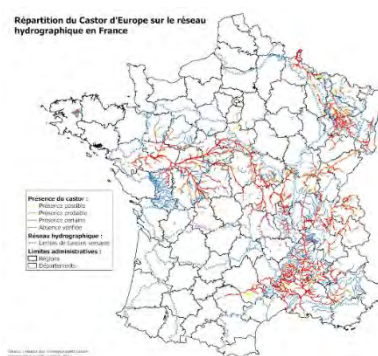 Répartition du Castor d'Europe sur le réseau
hydrographique en France
Présence du castor :
Présence possible
Présence probable
Présence certaine
Absence vérifiée
Réseau hydrographique :
Limites de bassins versants
Limites administratives :
Régions
Départements